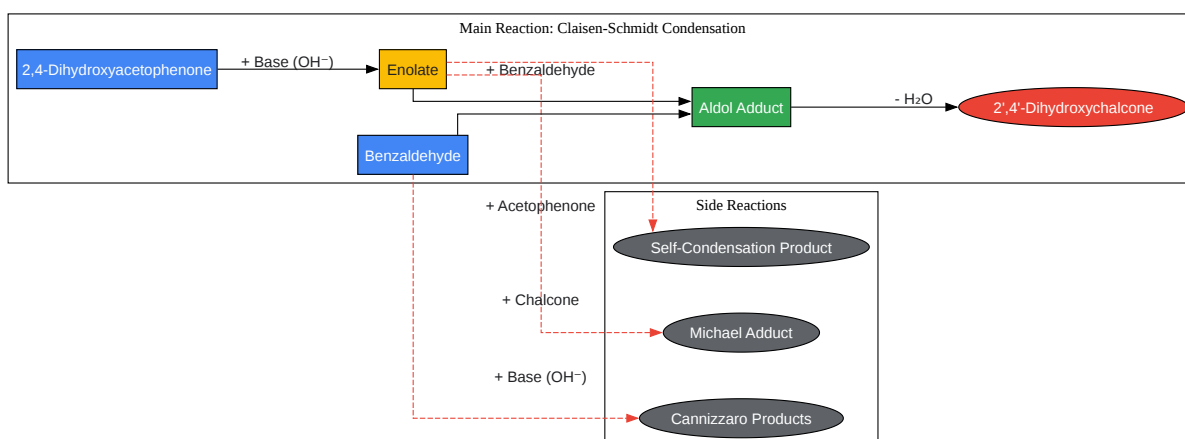 Main Reaction: Claisen-Schmidt Condensation
2,4-Dihydroxyacetophenone
+ Base (OH⁻)
Enolate
+ Benzaldehyde
Aldol Adduct
- H₂O
2',4'-Dihydroxychalcone
Benzaldehyde
Side Reactions
+ Acetophenone
Self-Condensation Product
+ Chalcone
Michael Adduct
+ Base (OH⁻)
Cannizzaro Products